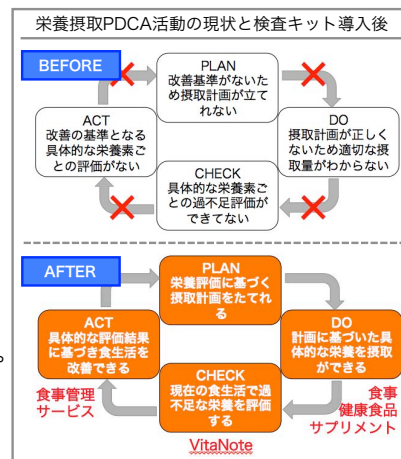 栄養摂取PDCA活動の現状と検査キット導入後
BEFORE
PLAN
改善基準がないた
め摂取計画が立て
れない
ACT
改善の基準となる
具体的な栄養素ご
との評価がない
DO
摂取計画が正しく
ないため適切な摂
取量がわからない
CHECK
具体的な栄養素ご
との過不足評価が
できてない
AFTER
PLAN
栄養評価に基づく
摂取計画をたてれ
る
ACT
具体的な評価結果
に基づき食生活を
改善できる
DO
計画に基づいた具
体的な栄養を摂取
ができる
CHECK
現在の食生活で過
不足な栄養を評価
する
食事管理
サービス
食事
健康食品
サプリメント
VitaNote
。